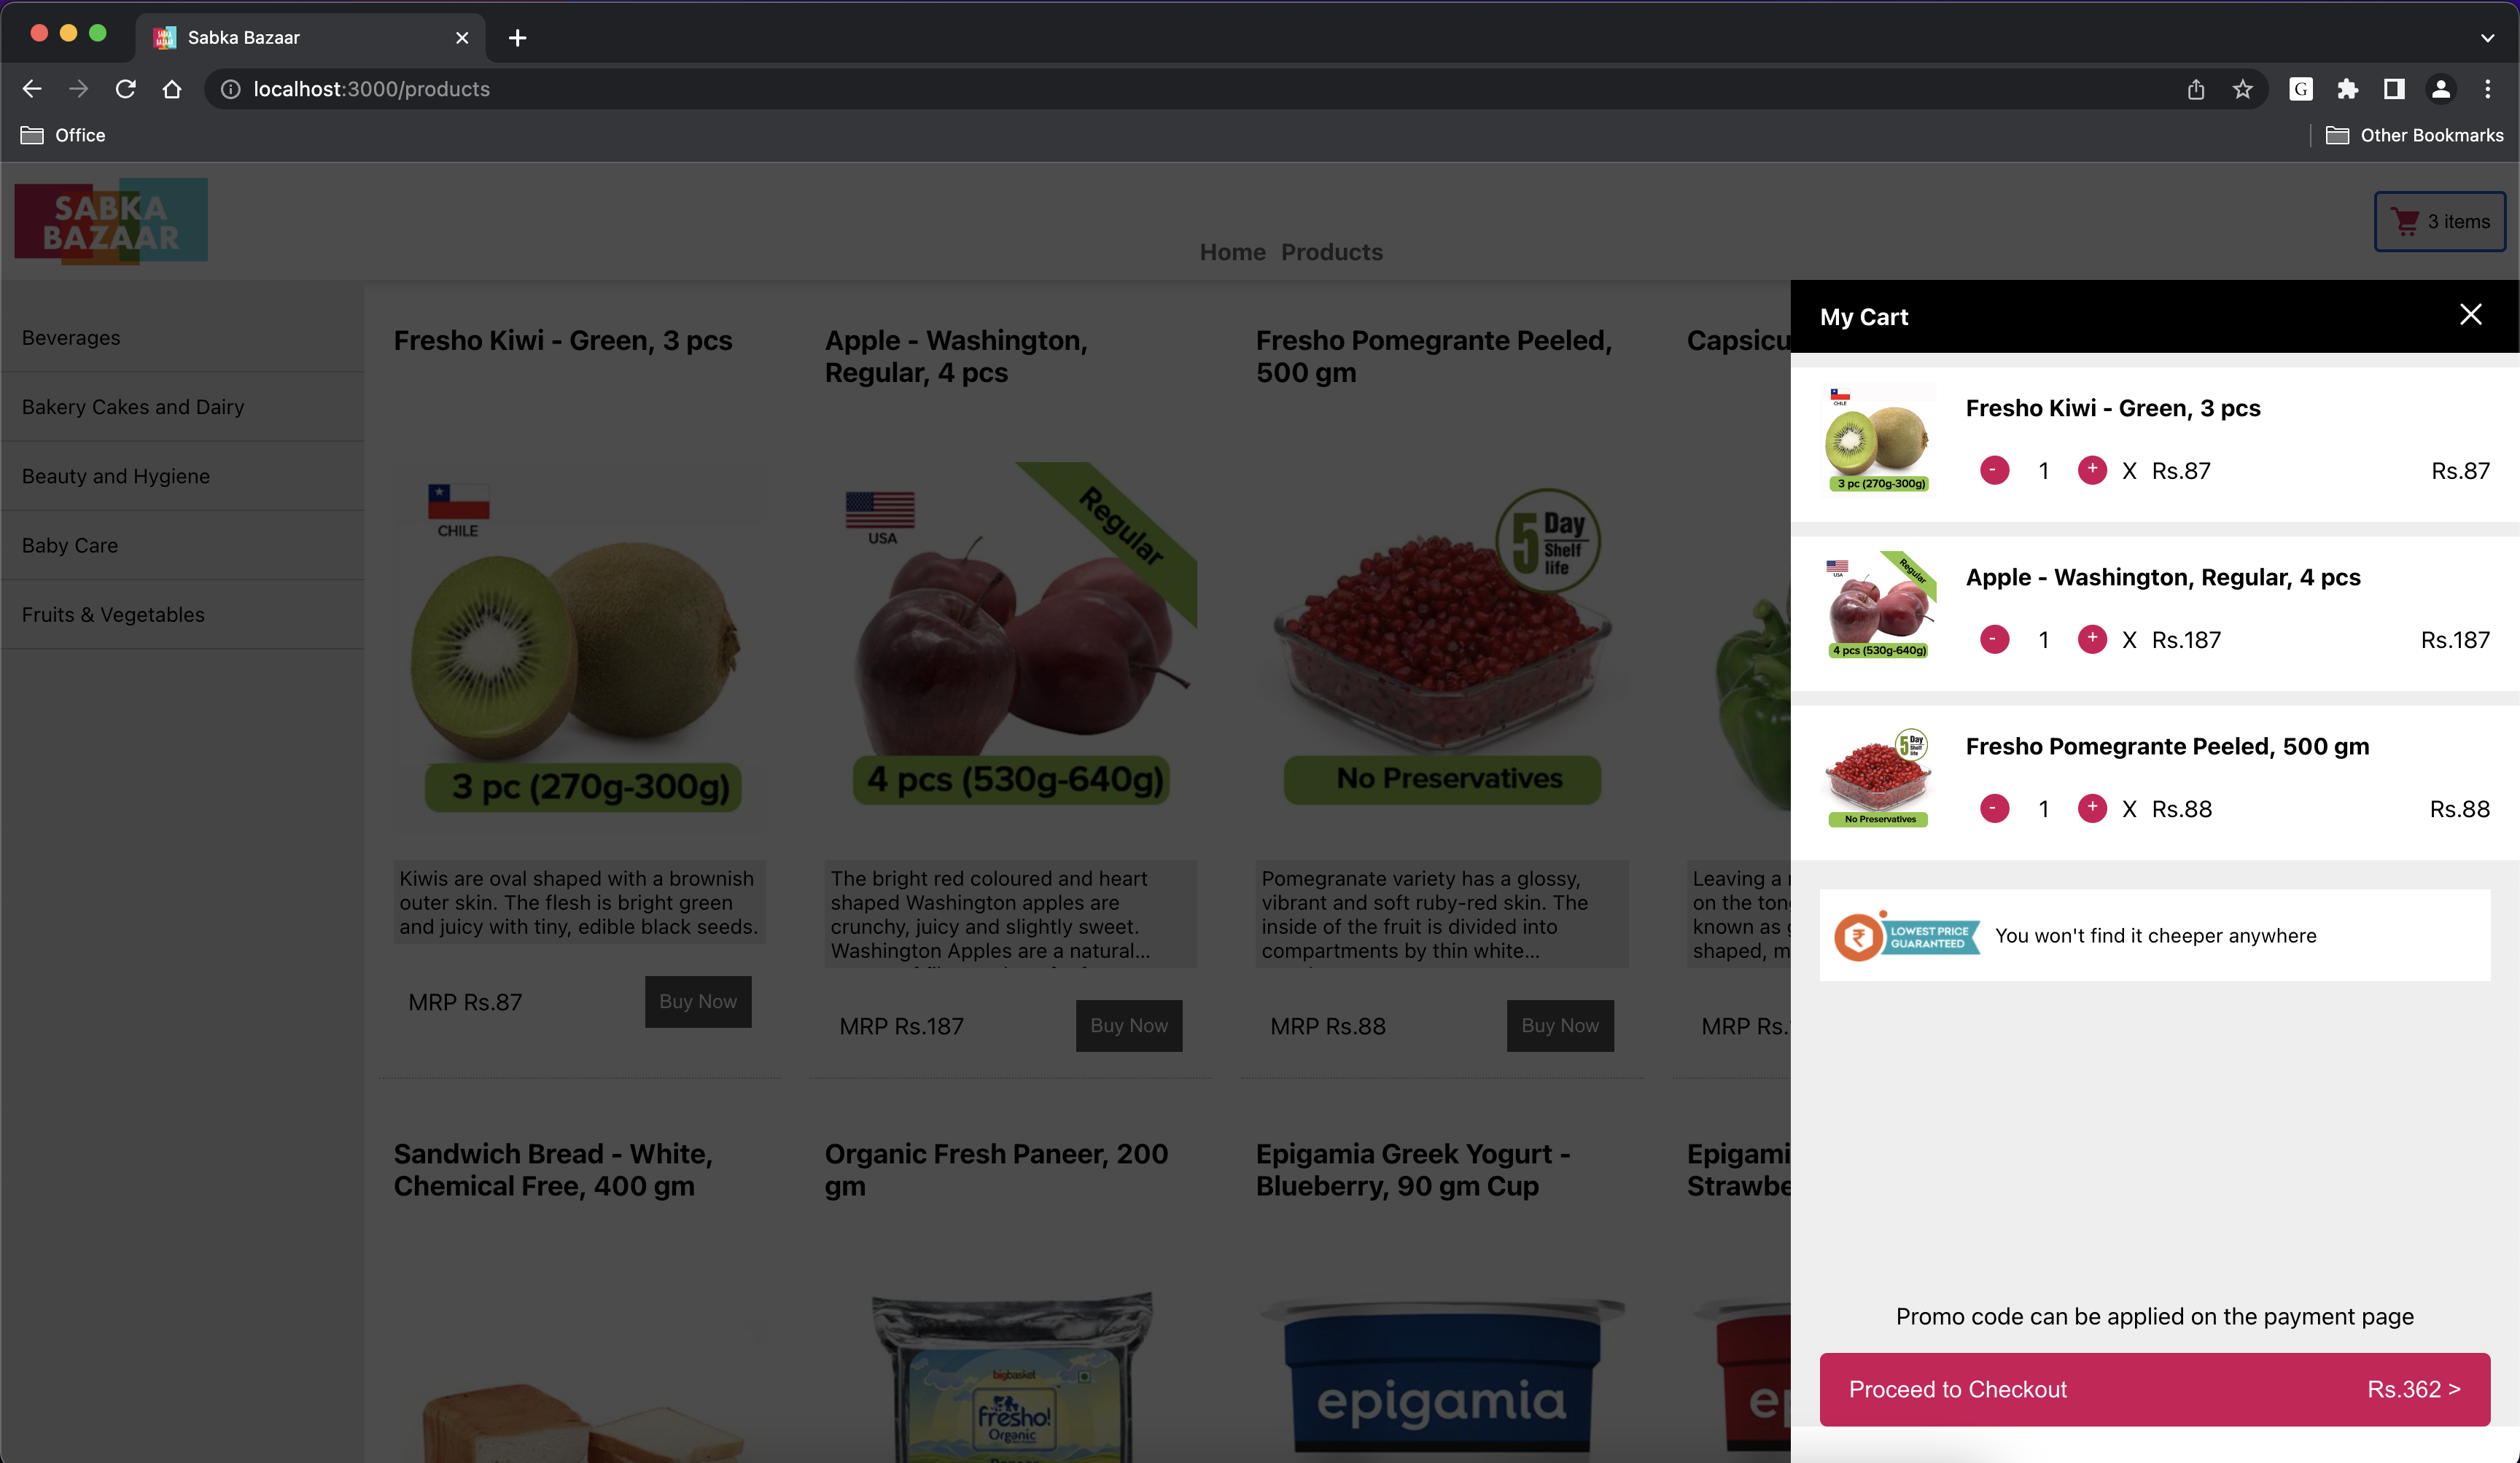 Sabka Bazaar
localhost:3000/products
G
Office
Other Bookmarks
SABKA
BAZAAR
Home Products
3 items
Beverages
Bakery Cakes and Dairy
Beauty and Hygiene
Baby Care
Fruits & Vegetables
Fresho Kiwi - Green, 3 pcs
CHILE
3 pc (270g-300g)
Kiwis are oval shaped with a brownish
outer skin. The flesh is bright green
and juicy with tiny, edible black seeds.
MRP Rs.87
Buy Now
Apple - Washington,
Regular, 4 pcs
USA
Regular
4 pcs (530g-640g)
The bright red coloured and heart
shaped Washington apples are
crunchy, juicy and slightly sweet.
Washington Apples are a natural...
MRP Rs.187
Buy Now
Fresho Pomegrante Peeled,
500 gm
5 Day
Shelf
life
No Preservatives
Pomegranate variety has a glossy,
vibrant and soft ruby-red skin. The
inside of the fruit is divided into
compartments by thin white...
MRP Rs.88
Buy Now
Capsicu
Leaving a
on the
known as
shaped,
MRP Rs.
Sandwich Bread - White,
Chemical Free, 400 gm
Organic Fresh Paneer, 200
gm
bigbasket
fresho!
Organic
Epigamia Greek Yogurt -
Blueberry, 90 gm Cup
epigamia
Epigami
Strawbe
ep
My Cart
CHILE
3 pc (270g-300g)
Fresho Kiwi - Green, 3 pcs
- 1 + X Rs.87 Rs.87
USA
Regular
4 pcs (530g-640g)
Apple - Washington, Regular, 4 pcs
- 1 + X Rs.187 Rs.187
5 Day
Shelf
life
No Preservatives
Fresho Pomegrante Peeled, 500 gm
- 1 + X Rs.88 Rs.88
₹
LOWEST PRICE
GUARANTEED
You won't find it cheeper anywhere
Promo code can be applied on the payment page
Proceed to Checkout Rs.362 >